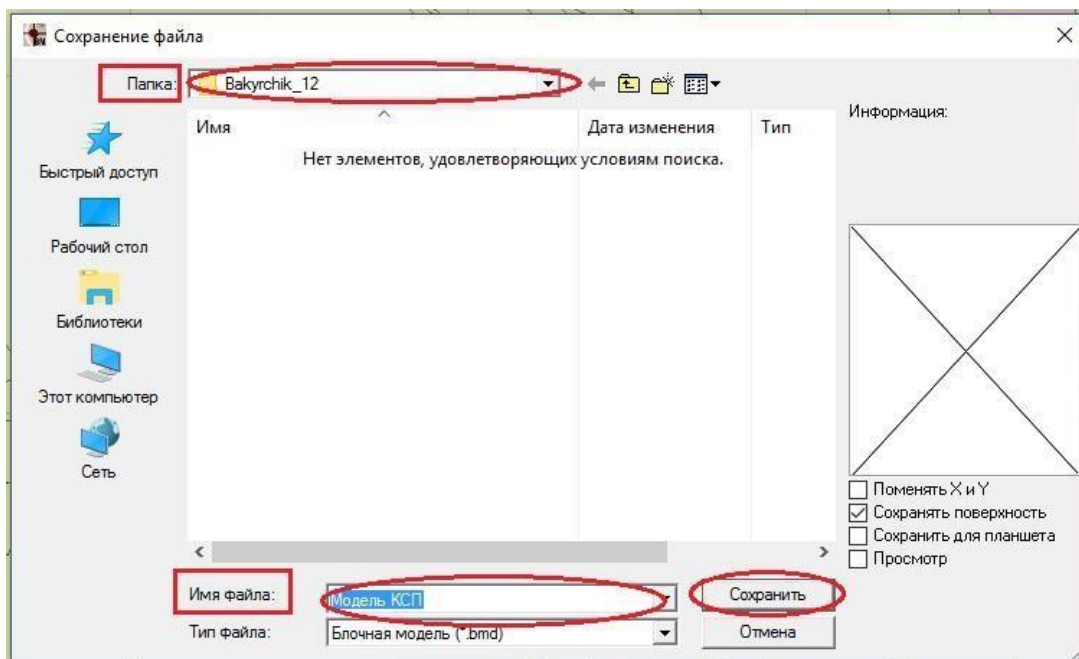 Сохранение файла
Папка:
Bakyrchik_12
Информация:
Имя
Дата изменения
Тип
Нет элементов, удовлетворяющих условиям поиска.
Быстрый доступ
Рабочий стол
Библиотеки
Этот компьютер
Сеть
Поменять X и Y
Сохранять поверхность
Сохранить для планшета
Просмотр
Имя файла:
Модель КСП
Сохранить
Тип файла:
Блочная модель (*.bmd)
Отмена